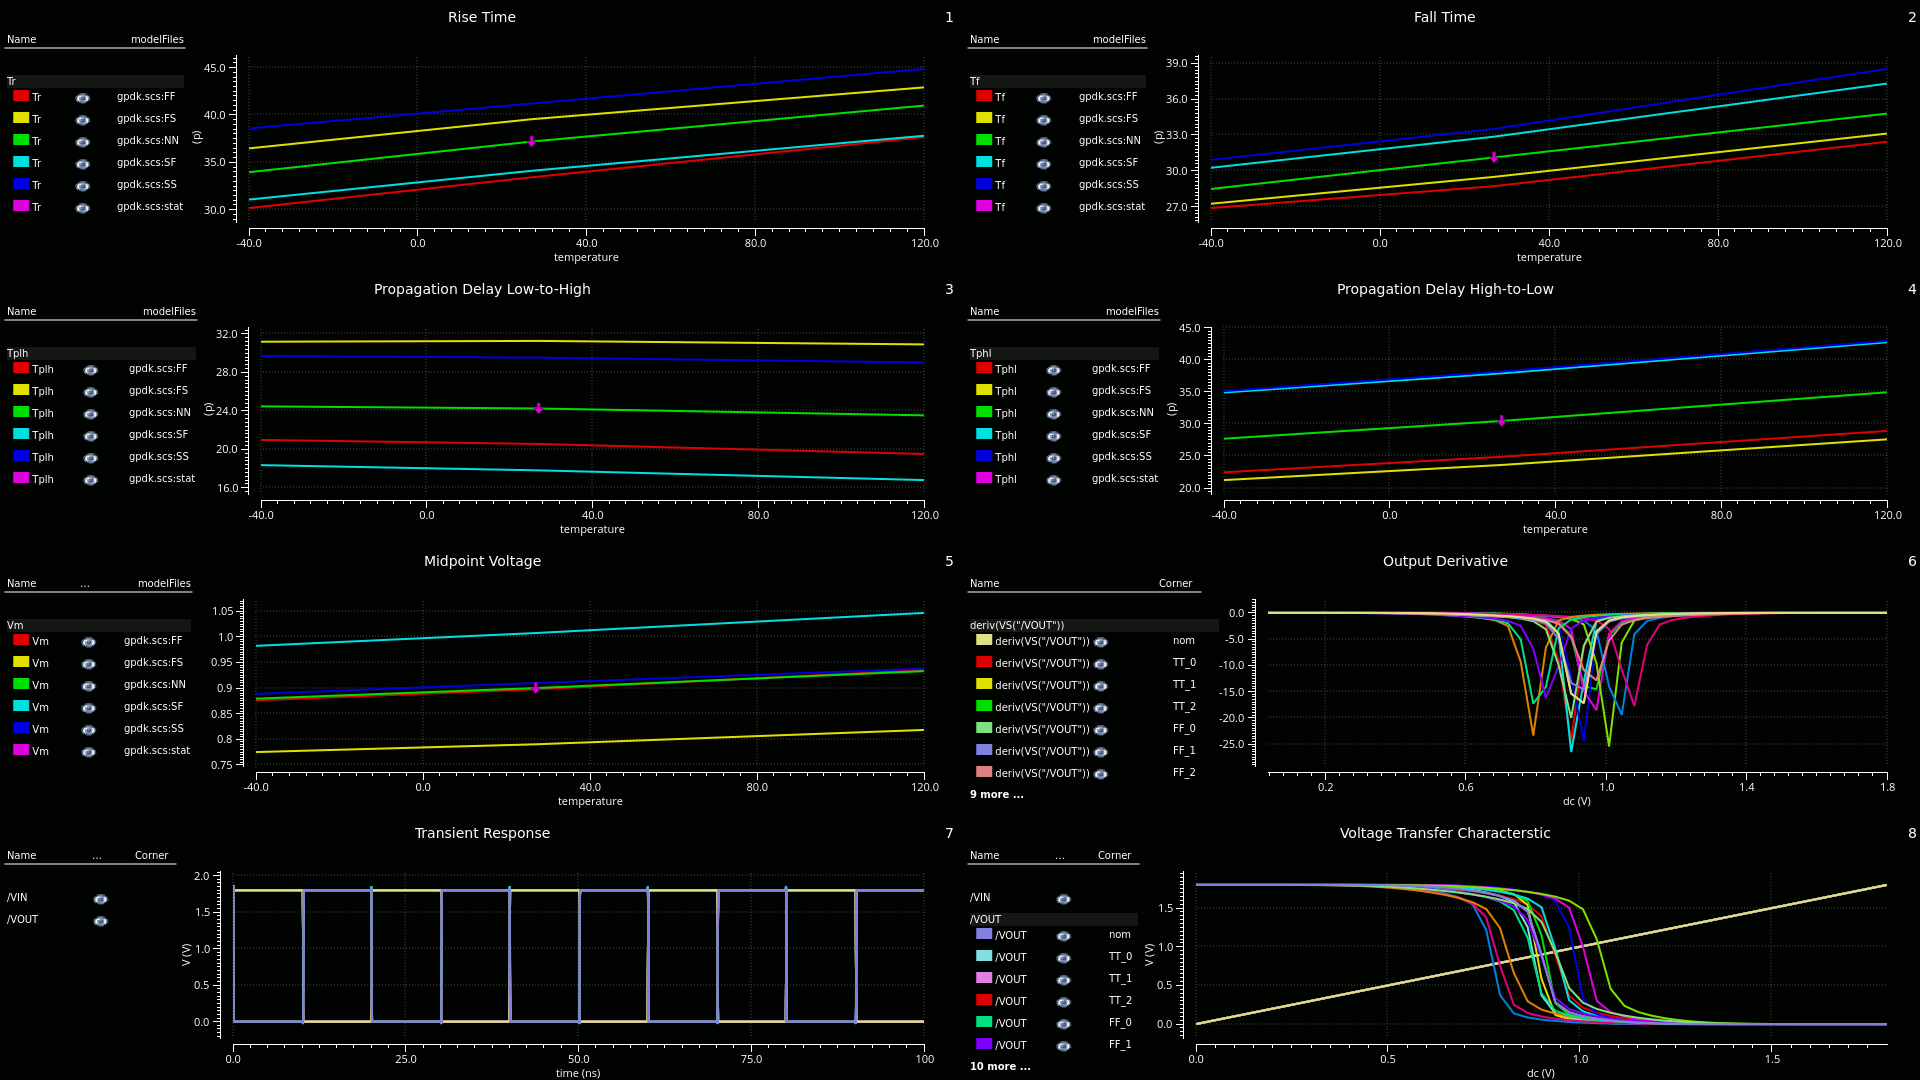 Rise Time
1
Name modelFiles
Tr
Tr gpdk.scs:FF
Tr gpdk.scs:FS
Tr gpdk.scs:NN
Tr gpdk.scs:SF
Tr gpdk.scs:SS
Tr gpdk.scs:stat
45.0
40.0
35.0
30.0
(p)
-40.0 0.0 40.0 80.0 120.0
temperature
Fall Time
2
Name modelFiles
Tf
Tf gpdk.scs:FF
Tf gpdk.scs:FS
Tf gpdk.scs:NN
Tf gpdk.scs:SF
Tf gpdk.scs:SS
Tf gpdk.scs:stat
39.0
36.0
33.0
30.0
27.0
(p)
-40.0 0.0 40.0 80.0 120.0
temperature
Propagation Delay Low-to-High
3
Name modelFiles
Tplh
Tplh gpdk.scs:FF
Tplh gpdk.scs:FS
Tplh gpdk.scs:NN
Tplh gpdk.scs:SF
Tplh gpdk.scs:SS
Tplh gpdk.scs:stat
32.0
28.0
24.0
20.0
16.0
(p)
-40.0 0.0 40.0 80.0 120.0
temperature
Propagation Delay High-to-Low
4
Name modelFiles
Tphl
Tphl gpdk.scs:FF
Tphl gpdk.scs:FS
Tphl gpdk.scs:NN
Tphl gpdk.scs:SF
Tphl gpdk.scs:SS
Tphl gpdk.scs:stat
45.0
40.0
35.0
30.0
25.0
20.0
(p)
-40.0 0.0 40.0 80.0 120.0
temperature
Midpoint Voltage
5
Name ... modelFiles
Vm
Vm gpdk.scs:FF
Vm gpdk.scs:FS
Vm gpdk.scs:NN
Vm gpdk.scs:SF
Vm gpdk.scs:SS
Vm gpdk.scs:stat
1.05
1.0
0.95
0.9
0.85
0.8
0.75
-40.0 0.0 40.0 80.0 120.0
temperature
Output Derivative
6
Name Corner
deriv(VS("/VOUT"))
deriv(VS("/VOUT")) nom
deriv(VS("/VOUT")) TT_0
deriv(VS("/VOUT")) TT_1
deriv(VS("/VOUT")) TT_2
deriv(VS("/VOUT")) FF_0
deriv(VS("/VOUT")) FF_1
deriv(VS("/VOUT")) FF_2
9 more ...
0.0
-5.0
-10.0
-15.0
-20.0
-25.0
0.2 0.6 1.0 1.4 1.8
dc (V)
Transient Response
7
Name ... Corner
/VIN
/VOUT
2.0
1.5
1.0
0.5
0.0
V (V)
0.0 25.0 50.0 75.0 100
time (ns)
Voltage Transfer Characterstic
8
Name ... Corner
/VIN
/VOUT
/VOUT nom
/VOUT TT_0
/VOUT TT_1
/VOUT TT_2
/VOUT FF_0
/VOUT FF_1
10 more ...
1.5
1.0
0.5
0.0
V (V)
0.0 0.5 1.0 1.5
dc (V)